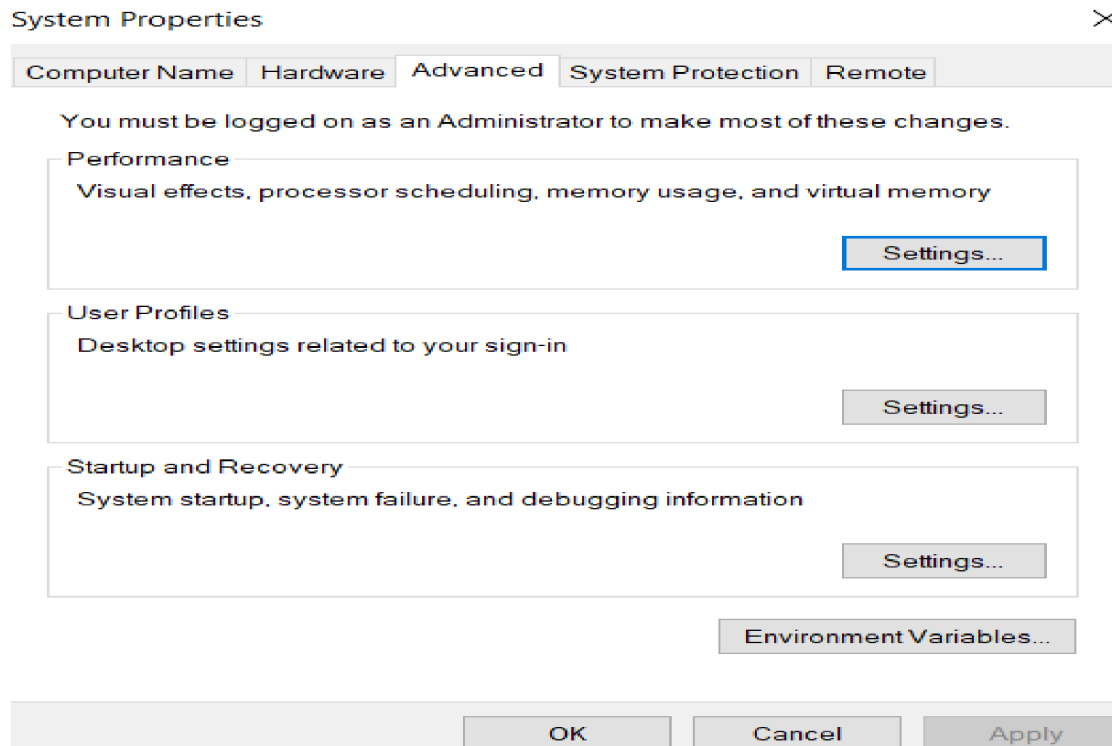 System Properties
Computer Name Hardware Advanced System Protection Remote
You must be logged on as an Administrator to make most of these changes.
Performance
Visual effects, processor scheduling, memory usage, and virtual memory
Settings...
User Profiles
Desktop settings related to your sign-in
Settings...
Startup and Recovery
System startup, system failure, and debugging information
Settings...
Environment Variables...
OK Cancel Apply